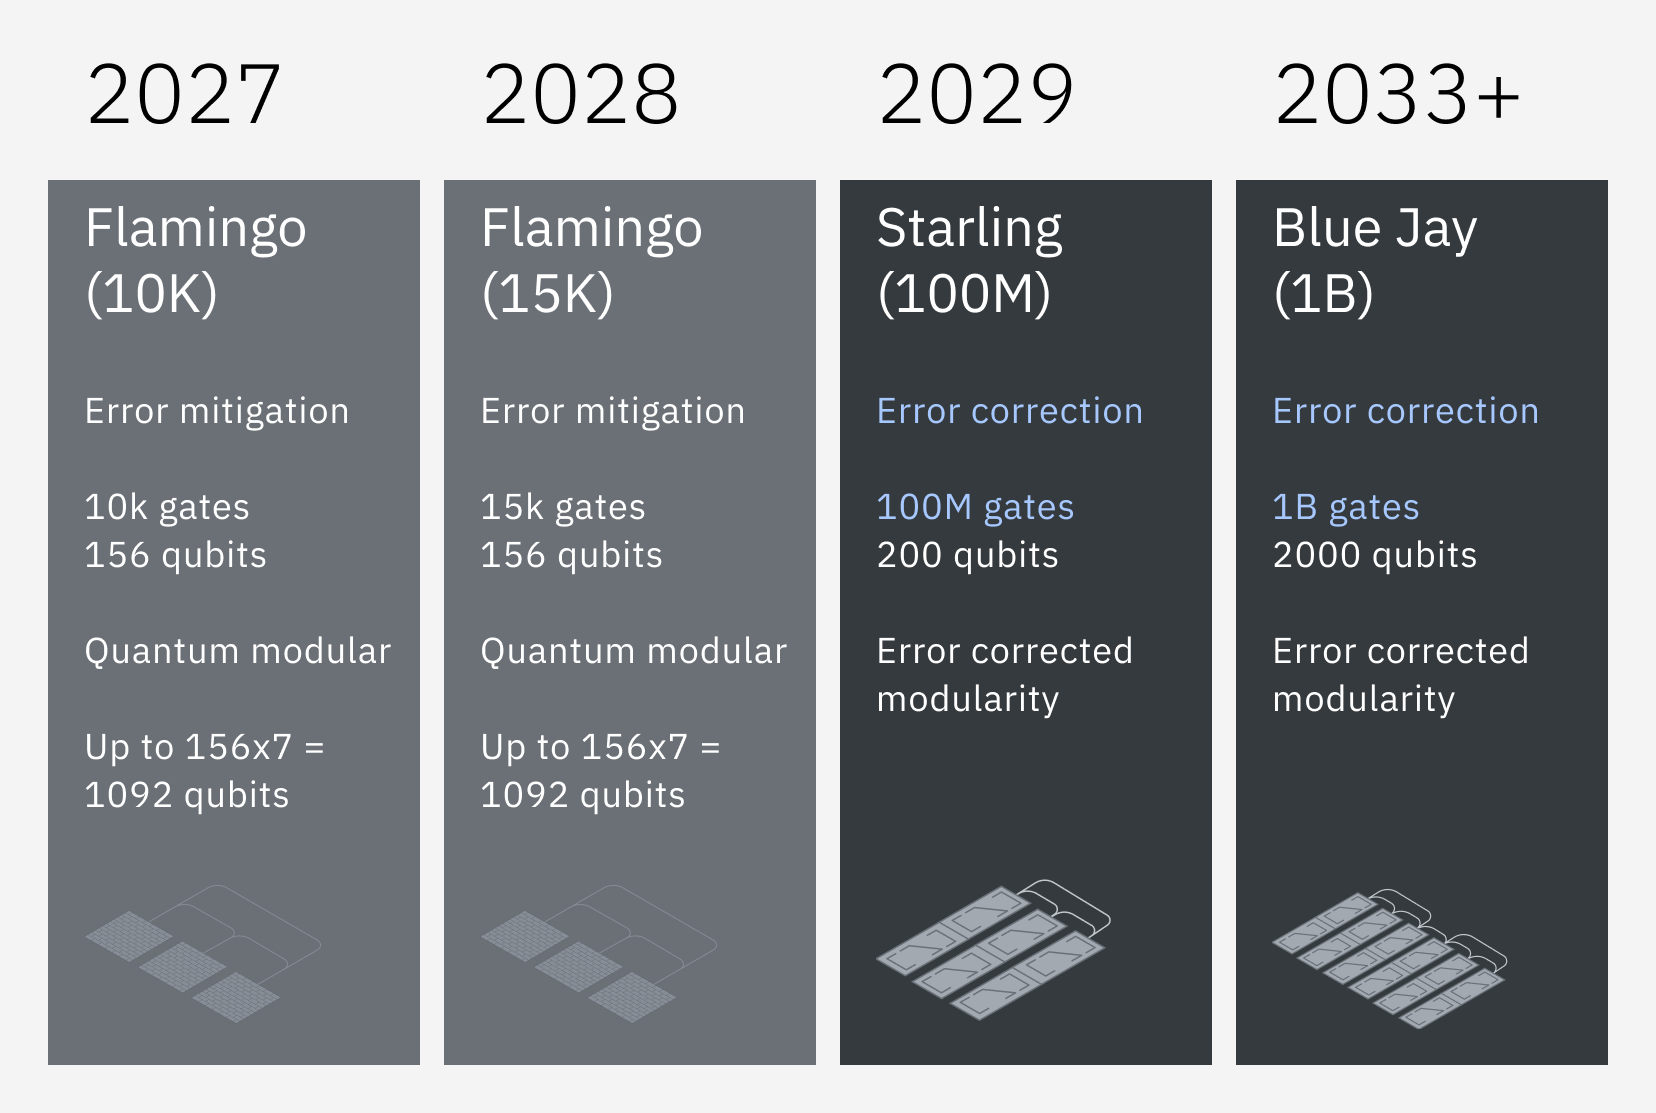 2027
Flamingo
(10K)
Error mitigation
10k gates
156 qubits
Quantum modular
Up to 156x7 =
1092 qubits
2028
Flamingo
(15K)
Error mitigation
15k gates
156 qubits
Quantum modular
Up to 156x7 =
1092 qubits
2029
Starling
(100M)
Error correction
100M gates
200 qubits
Error corrected
modularity
2033+
Blue Jay
(1B)
Error correction
1B gates
2000 qubits
Error corrected
modularity